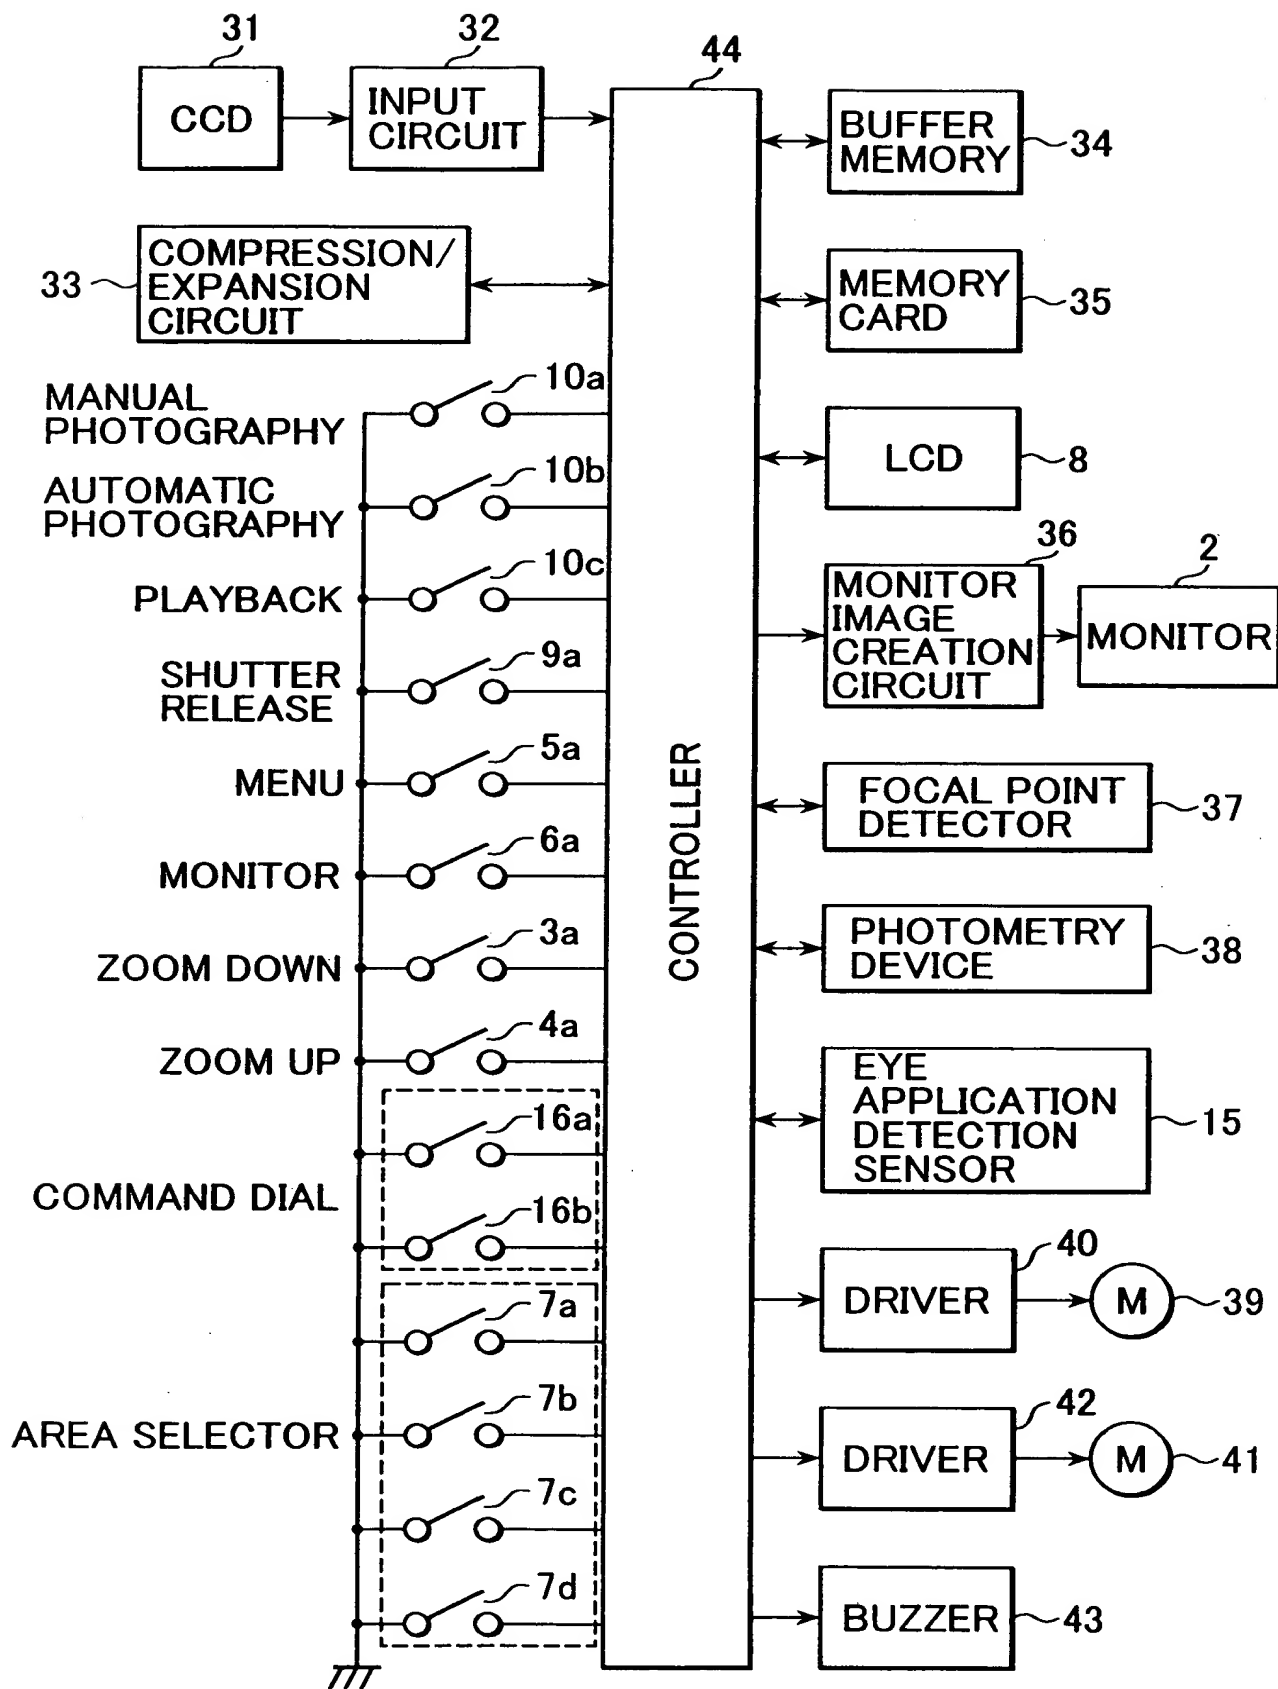 31
32
44
CCD
INPUT
CIRCUIT
BUFFER
MEMORY
34
33
COMPRESSION/
EXPANSION
CIRCUIT
MEMORY
CARD
35
MANUAL
PHOTOGRAPHY
10a
LCD
8
AUTOMATIC
PHOTOGRAPHY
10b
36
2
PLAYBACK
10c
MONITOR
IMAGE
CREATION
CIRCUIT
MONITOR
SHUTTER
RELEASE
9a
MENU
5a
CONTROLLER
FOCAL POINT
DETECTOR
37
MONITOR
6a
ZOOM DOWN
3a
PHOTOMETRY
DEVICE
38
ZOOM UP
4a
EYE
APPLICATION
DETECTION
SENSOR
15
COMMAND DIAL
16a
16b
40
DRIVER
M
39
AREA SELECTOR
7a
7b
7c
7d
42
DRIVER
M
41
BUZZER
43